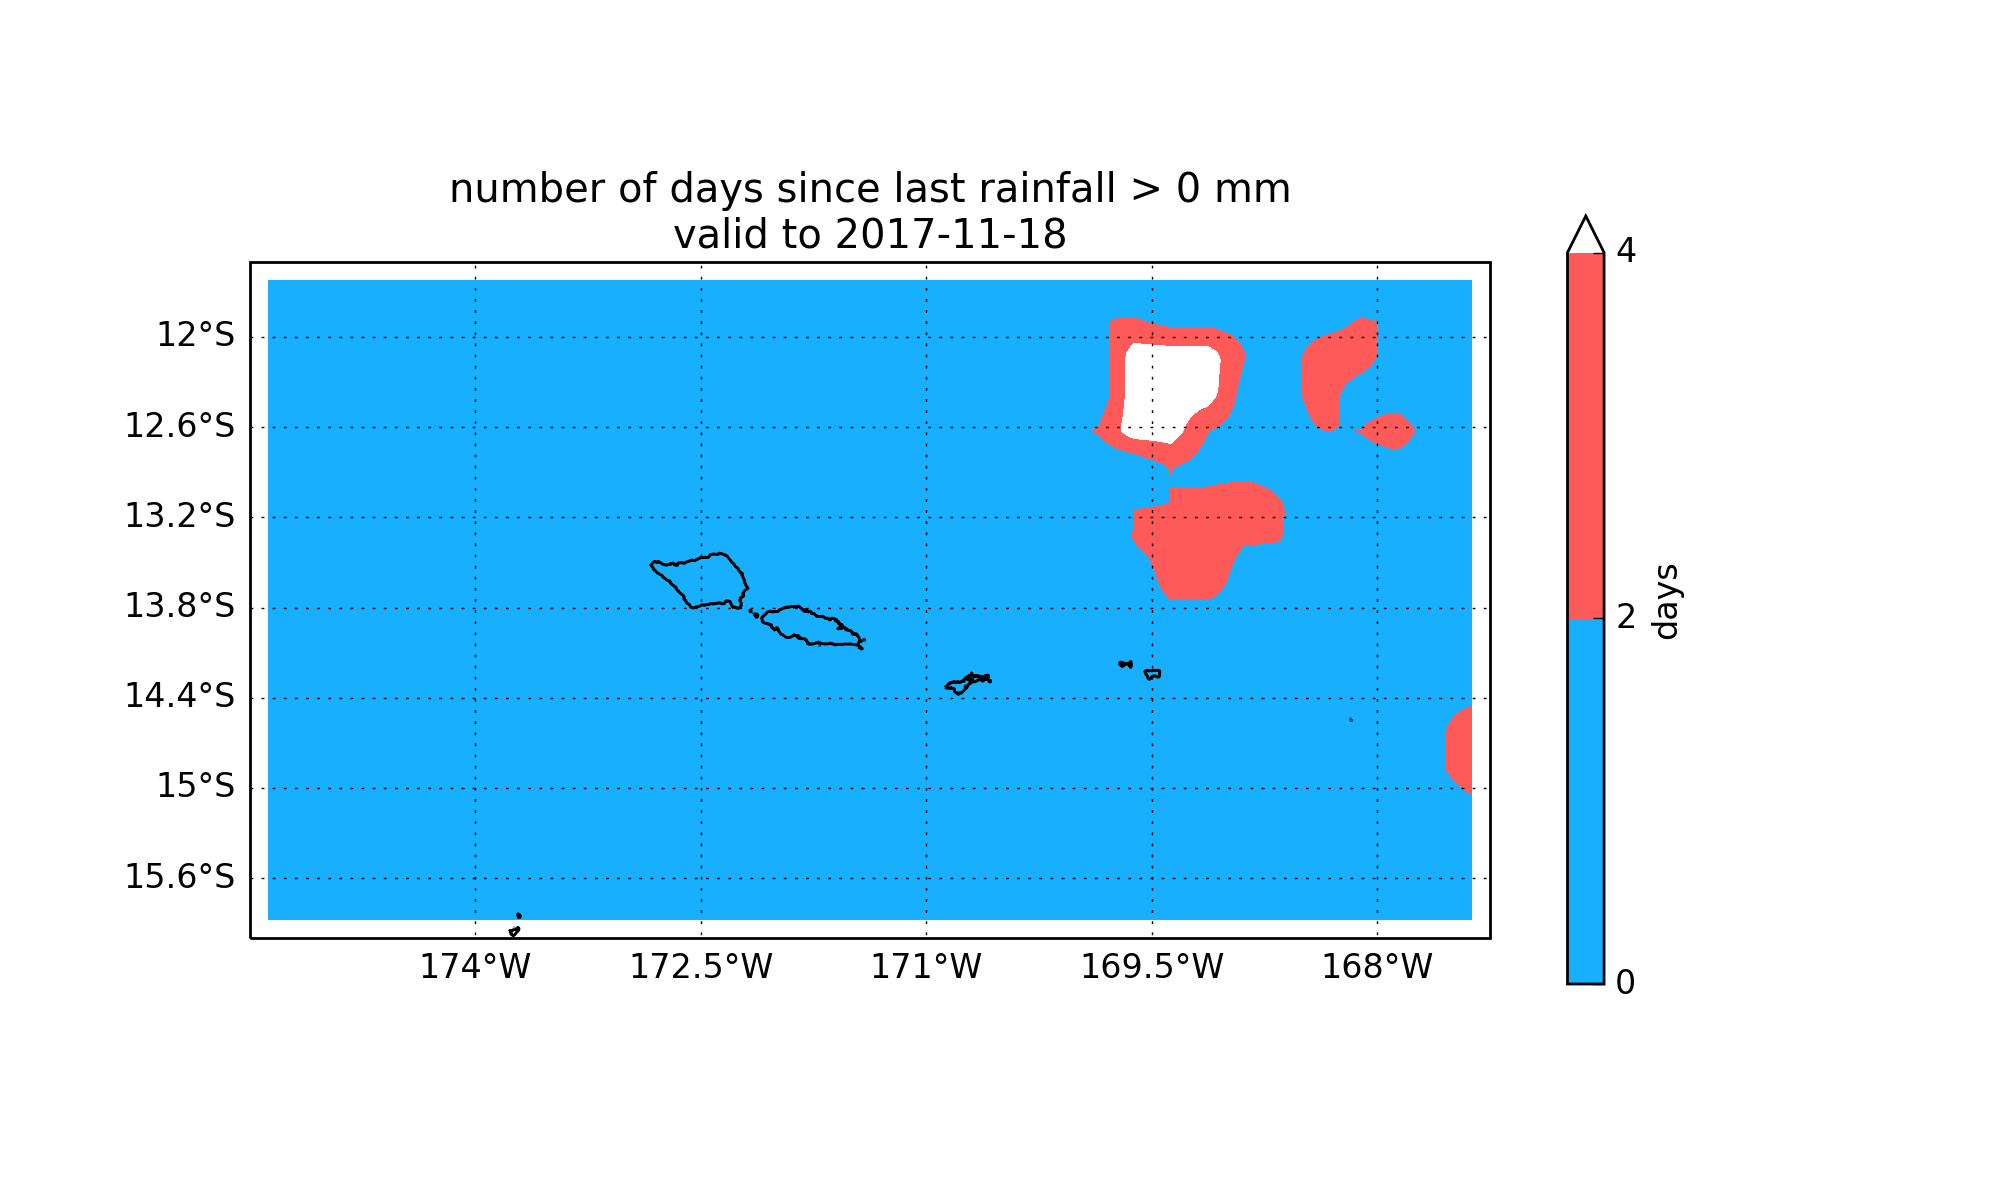 number of days since last rainfall > 0 mm
valid to 2017-11-18
12°S
12.6°S
13.2°S
13.8°S
14.4°S
15°S
15.6°S
174°W
172.5°W
171°W
169.5°W
168°W
4
2
0
days